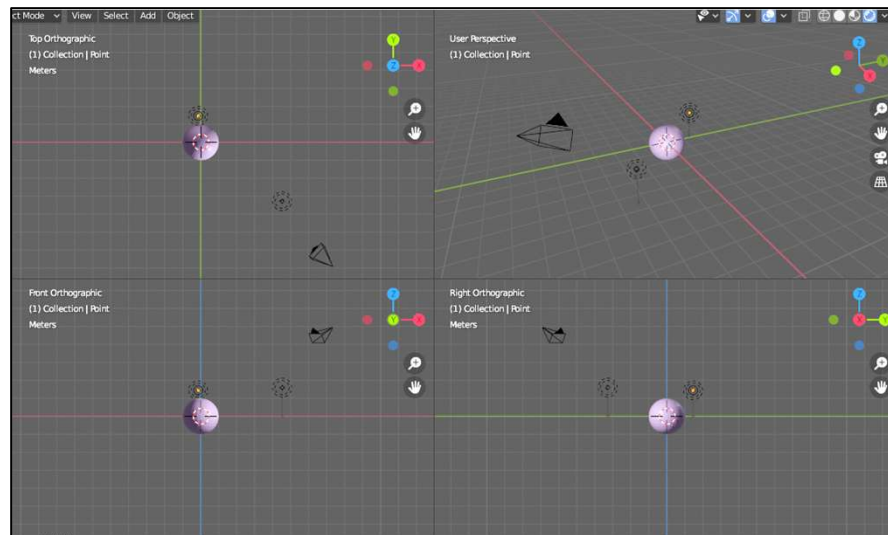 ct Mode View Select Add Object
Top Orthographic
(1) Collection | Point
Meters
Y
Z
X
User Perspective
(1) Collection | Point
Z
Y
X
Front Orthographic
(1) Collection | Point
Meters
Z
Y
X
Right Orthographic
(1) Collection | Point
Meters
Z
X
Y